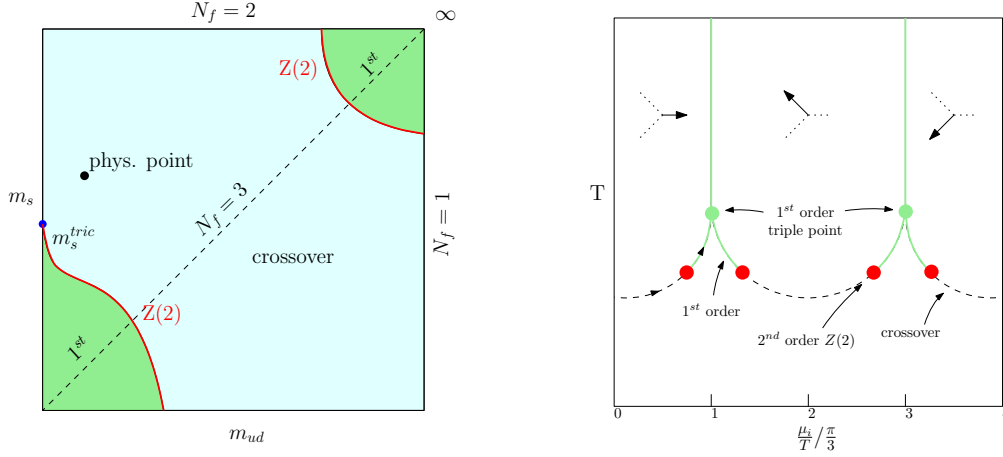 N_f = 2
∞
Z(2)
1^st
phys. point
m_s
m_s^tric
N_f = 3
N_f = 1
crossover
Z(2)
1^st
m_ud
T
1^st order
triple point
1^st order
2^nd order Z(2)
crossover
0
1
2
3
μ_i/T / π/3